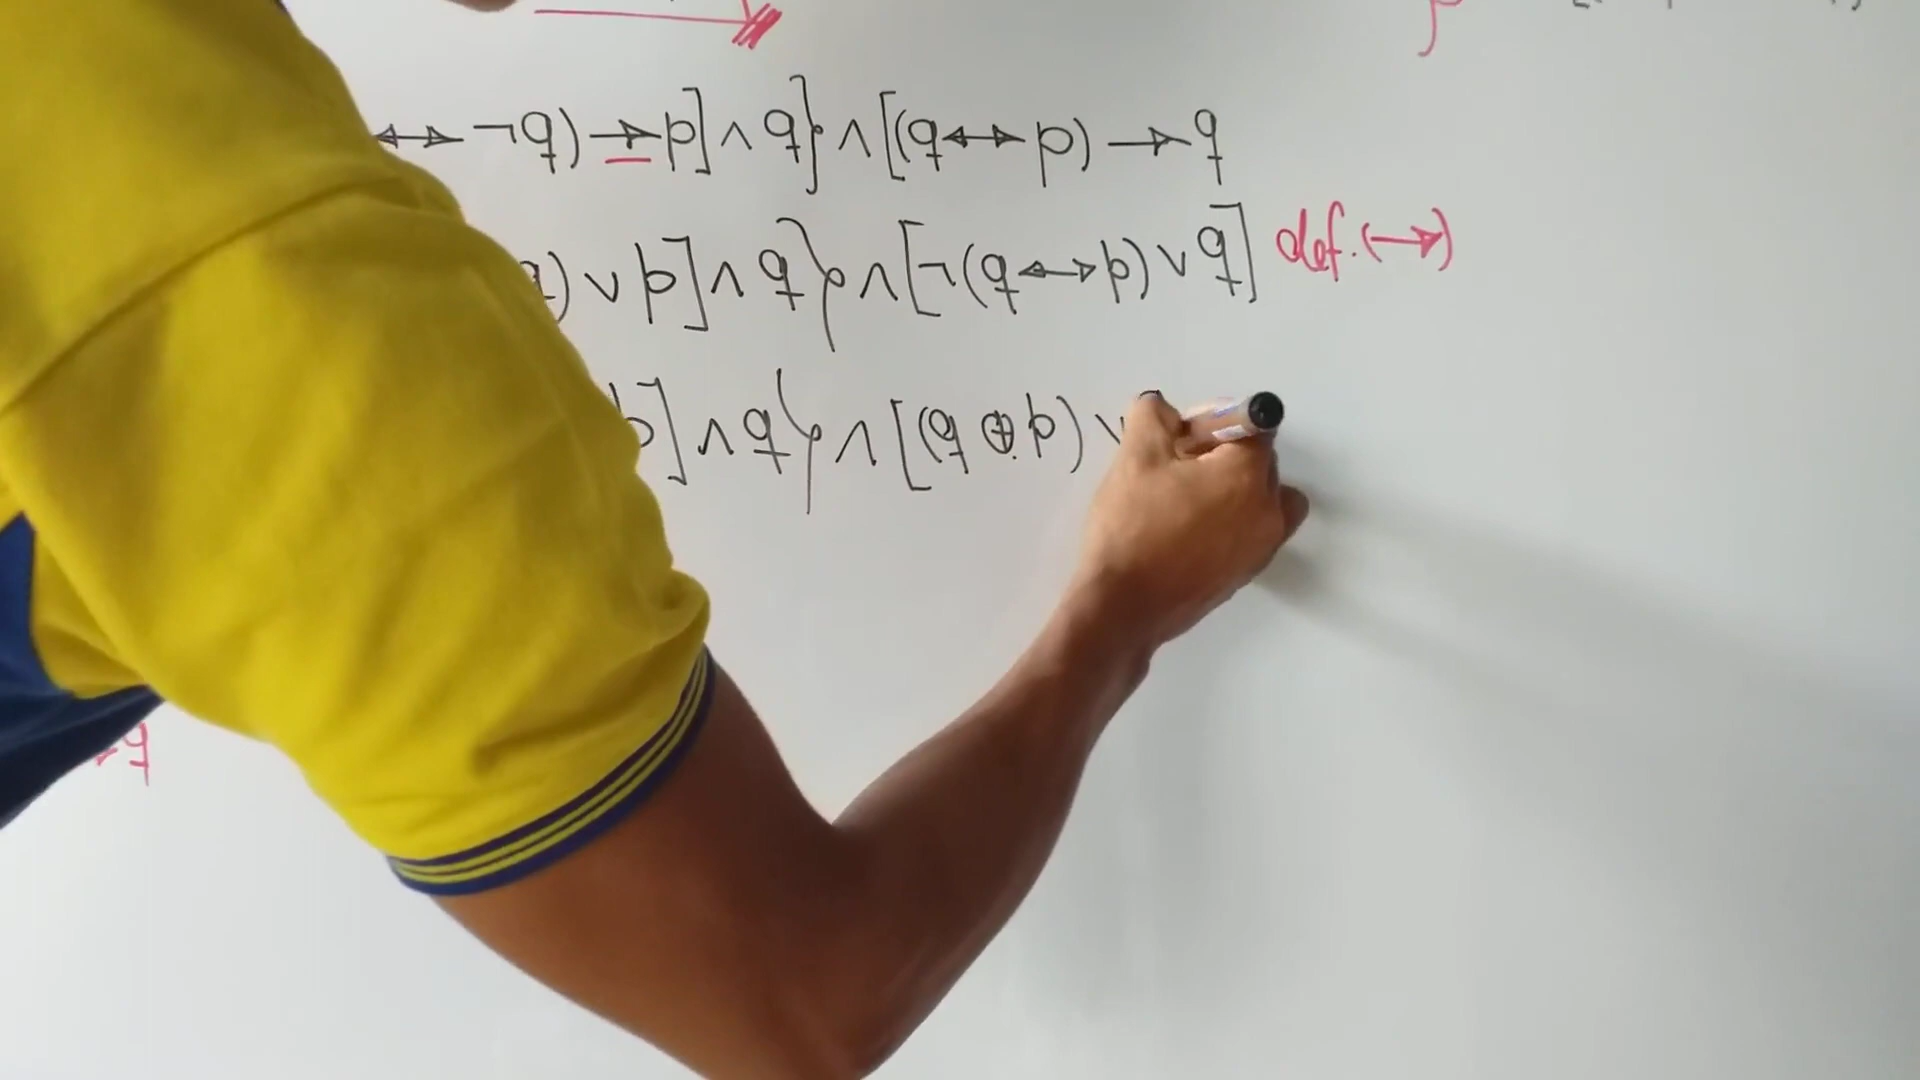 ↔ ¬q) → p] ∧ q} ∧ [(q ↔ p) → q
q) ∨ p] ∧ q} ∧ [¬(q ↔ p) ∨ q] def. (→)
p] ∧ q} ∧ [(q ⊕ p) ∨